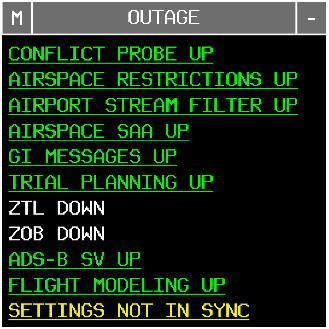 M OUTAGE -
CONFLICT PROBE UP
AIRSPACE RESTRICTIONS UP
AIRPORT STREAM FILTER UP
AIRSPACE SAA UP
GI MESSAGES UP
TRIAL PLANNING UP
ZTL DOWN
ZOB DOWN
ADS-B SV UP
FLIGHT MODELING UP
SETTINGS NOT IN SYNC